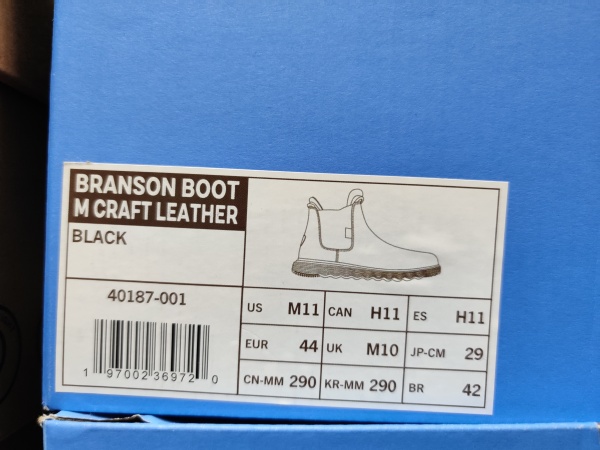 BRANSON BOOT
M CRAFT LEATHER
BLACK
40187-001
1 97002 36972 0
US M11 CAN H11 ES H11
EUR 44 UK M10 JP-CM 29
CN-MM 290 KR-MM 290 BR 42